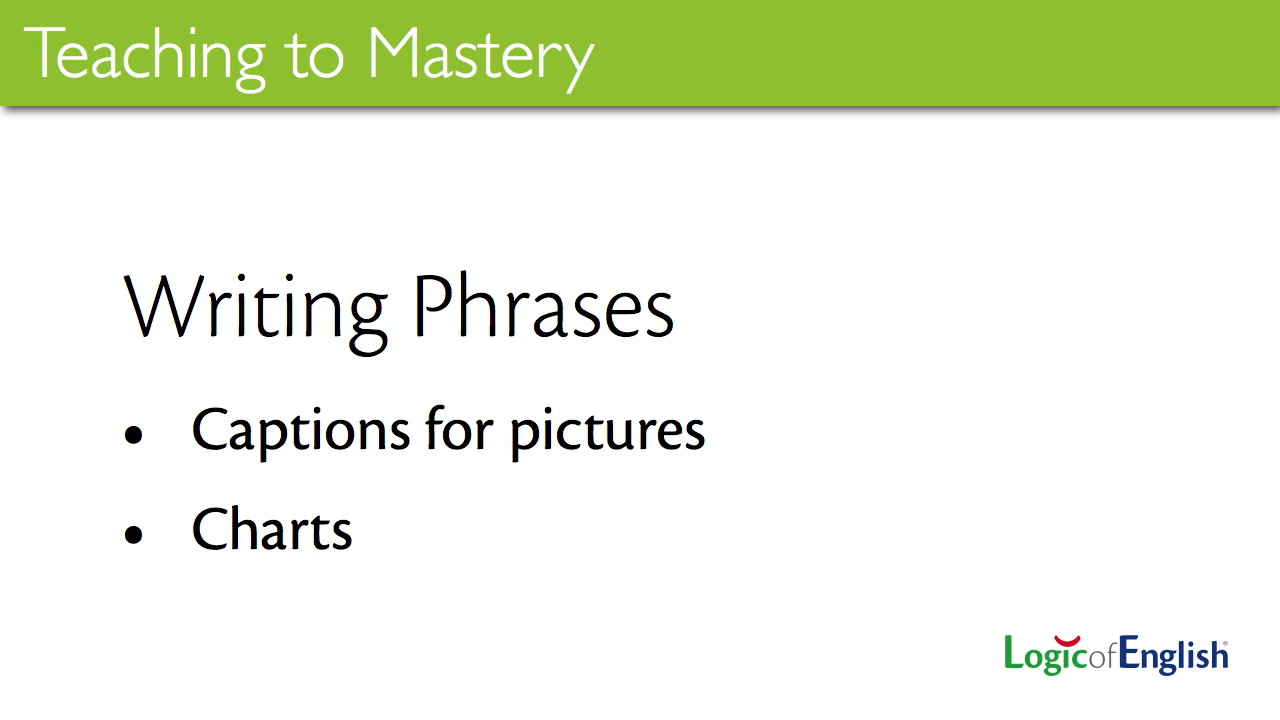 Teaching to Mastery
Writing Phrases
• Captions for pictures
• Charts
LogicofEnglish®